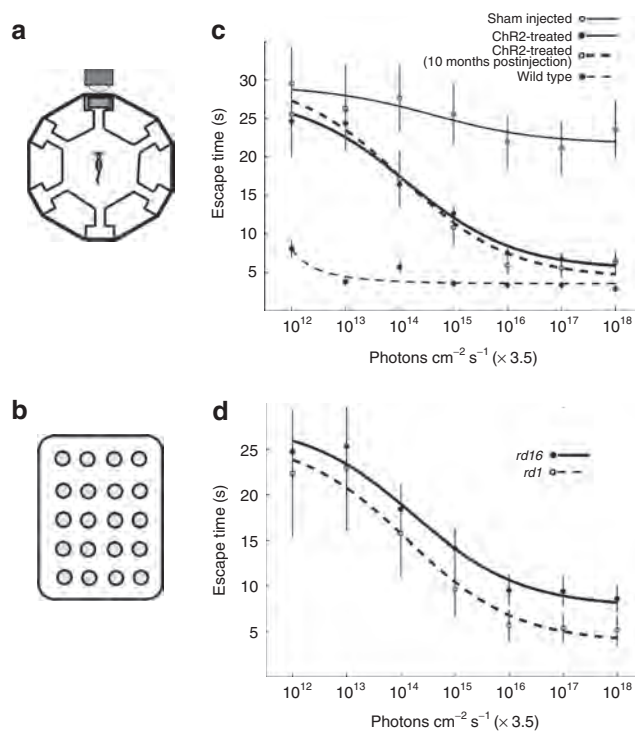 a
c
Sham injected
ChR2-treated
ChR2-treated
(10 months postinjection)
Wild type
Escape time (s)
30
25
20
15
10
5
10¹² 10¹³ 10¹⁴ 10¹⁵ 10¹⁶ 10¹⁷ 10¹⁸
Photons cm⁻² s⁻¹ (× 3.5)
b
d
rd16
rd1
Escape time (s)
25
20
15
10
5
10¹² 10¹³ 10¹⁴ 10¹⁵ 10¹⁶ 10¹⁷ 10¹⁸
Photons cm⁻² s⁻¹ (× 3.5)